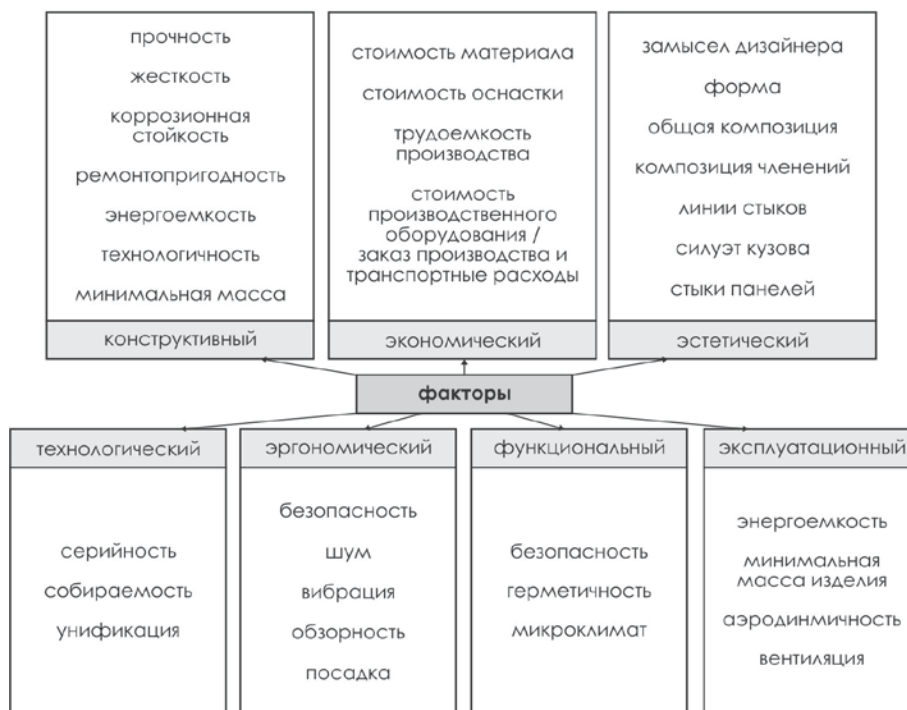 прочность
жесткость
коррозионная
стойкость
ремонтопригодность
энергоемкость
технологичность
минимальная масса
конструктивный
стоимость материала
стоимость оснастки
трудоемкость
производства
стоимость
производственного
оборудования /
заказ производства и
транспортные расходы
экономический
замысел дизайнера
форма
общая композиция
композиция членений
линии стыков
силуэт кузова
стыки панелей
эстетический
факторы
технологический
серийность
собираемость
унификация
эргономический
безопасность
шум
вибрация
обзорность
посадка
функциональный
безопасность
герметичность
микроклимат
эксплуатационный
энергоемкость
минимальная
масса изделия
аэродинмичность
вентиляция